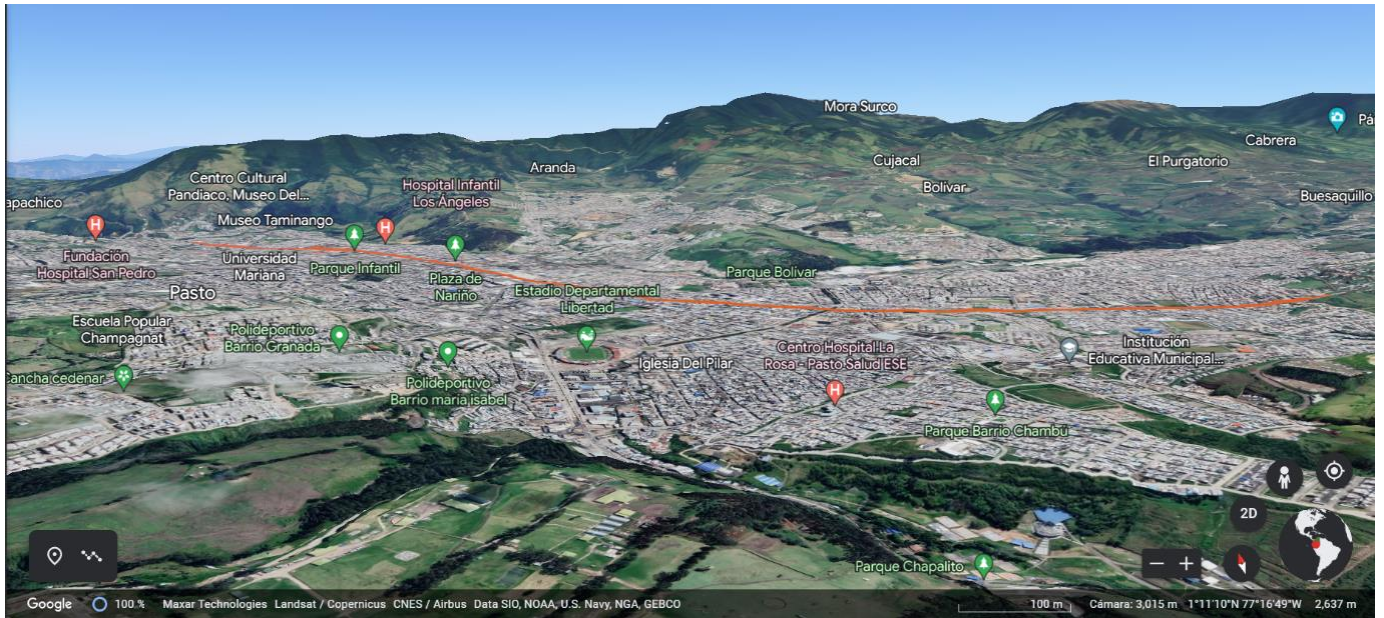 Mora Surco
Pá
Cabrera
Aranda
Cujacal
El Purgatorio
Centro Cultural
Pandiaco, Museo Del...
Hospital Infantil
Los Ángeles
Bolívar
Buesaquillo
apachico
Museo Taminango
H
H
Fundación
Hospital San Pedro
Universidad
Mariana
Parque Infantil
Plaza de
Nariño
Parque Bolívar
Pasto
Estadio Departamental
Libertad
Escuela Popular
Champagnat
Polideportivo
Barrio Granada
Iglesia Del Pilar
Centro Hospital La
Rosa - Pasto Salud ESE
Institución
Educativa Municipal...
Cancha cedenar
Polideportivo
Barrio maria isabel
H
Parque Barrio Chambú
2D
Parque Chapalito
Google
100 %
Maxar Technologies Landsat / Copernicus CNES / Airbus Data SIO, NOAA, U.S. Navy, NGA, GEBCO
100 m
Cámara: 3,015 m 1°11'10"N 77°16'49"W 2,637 m